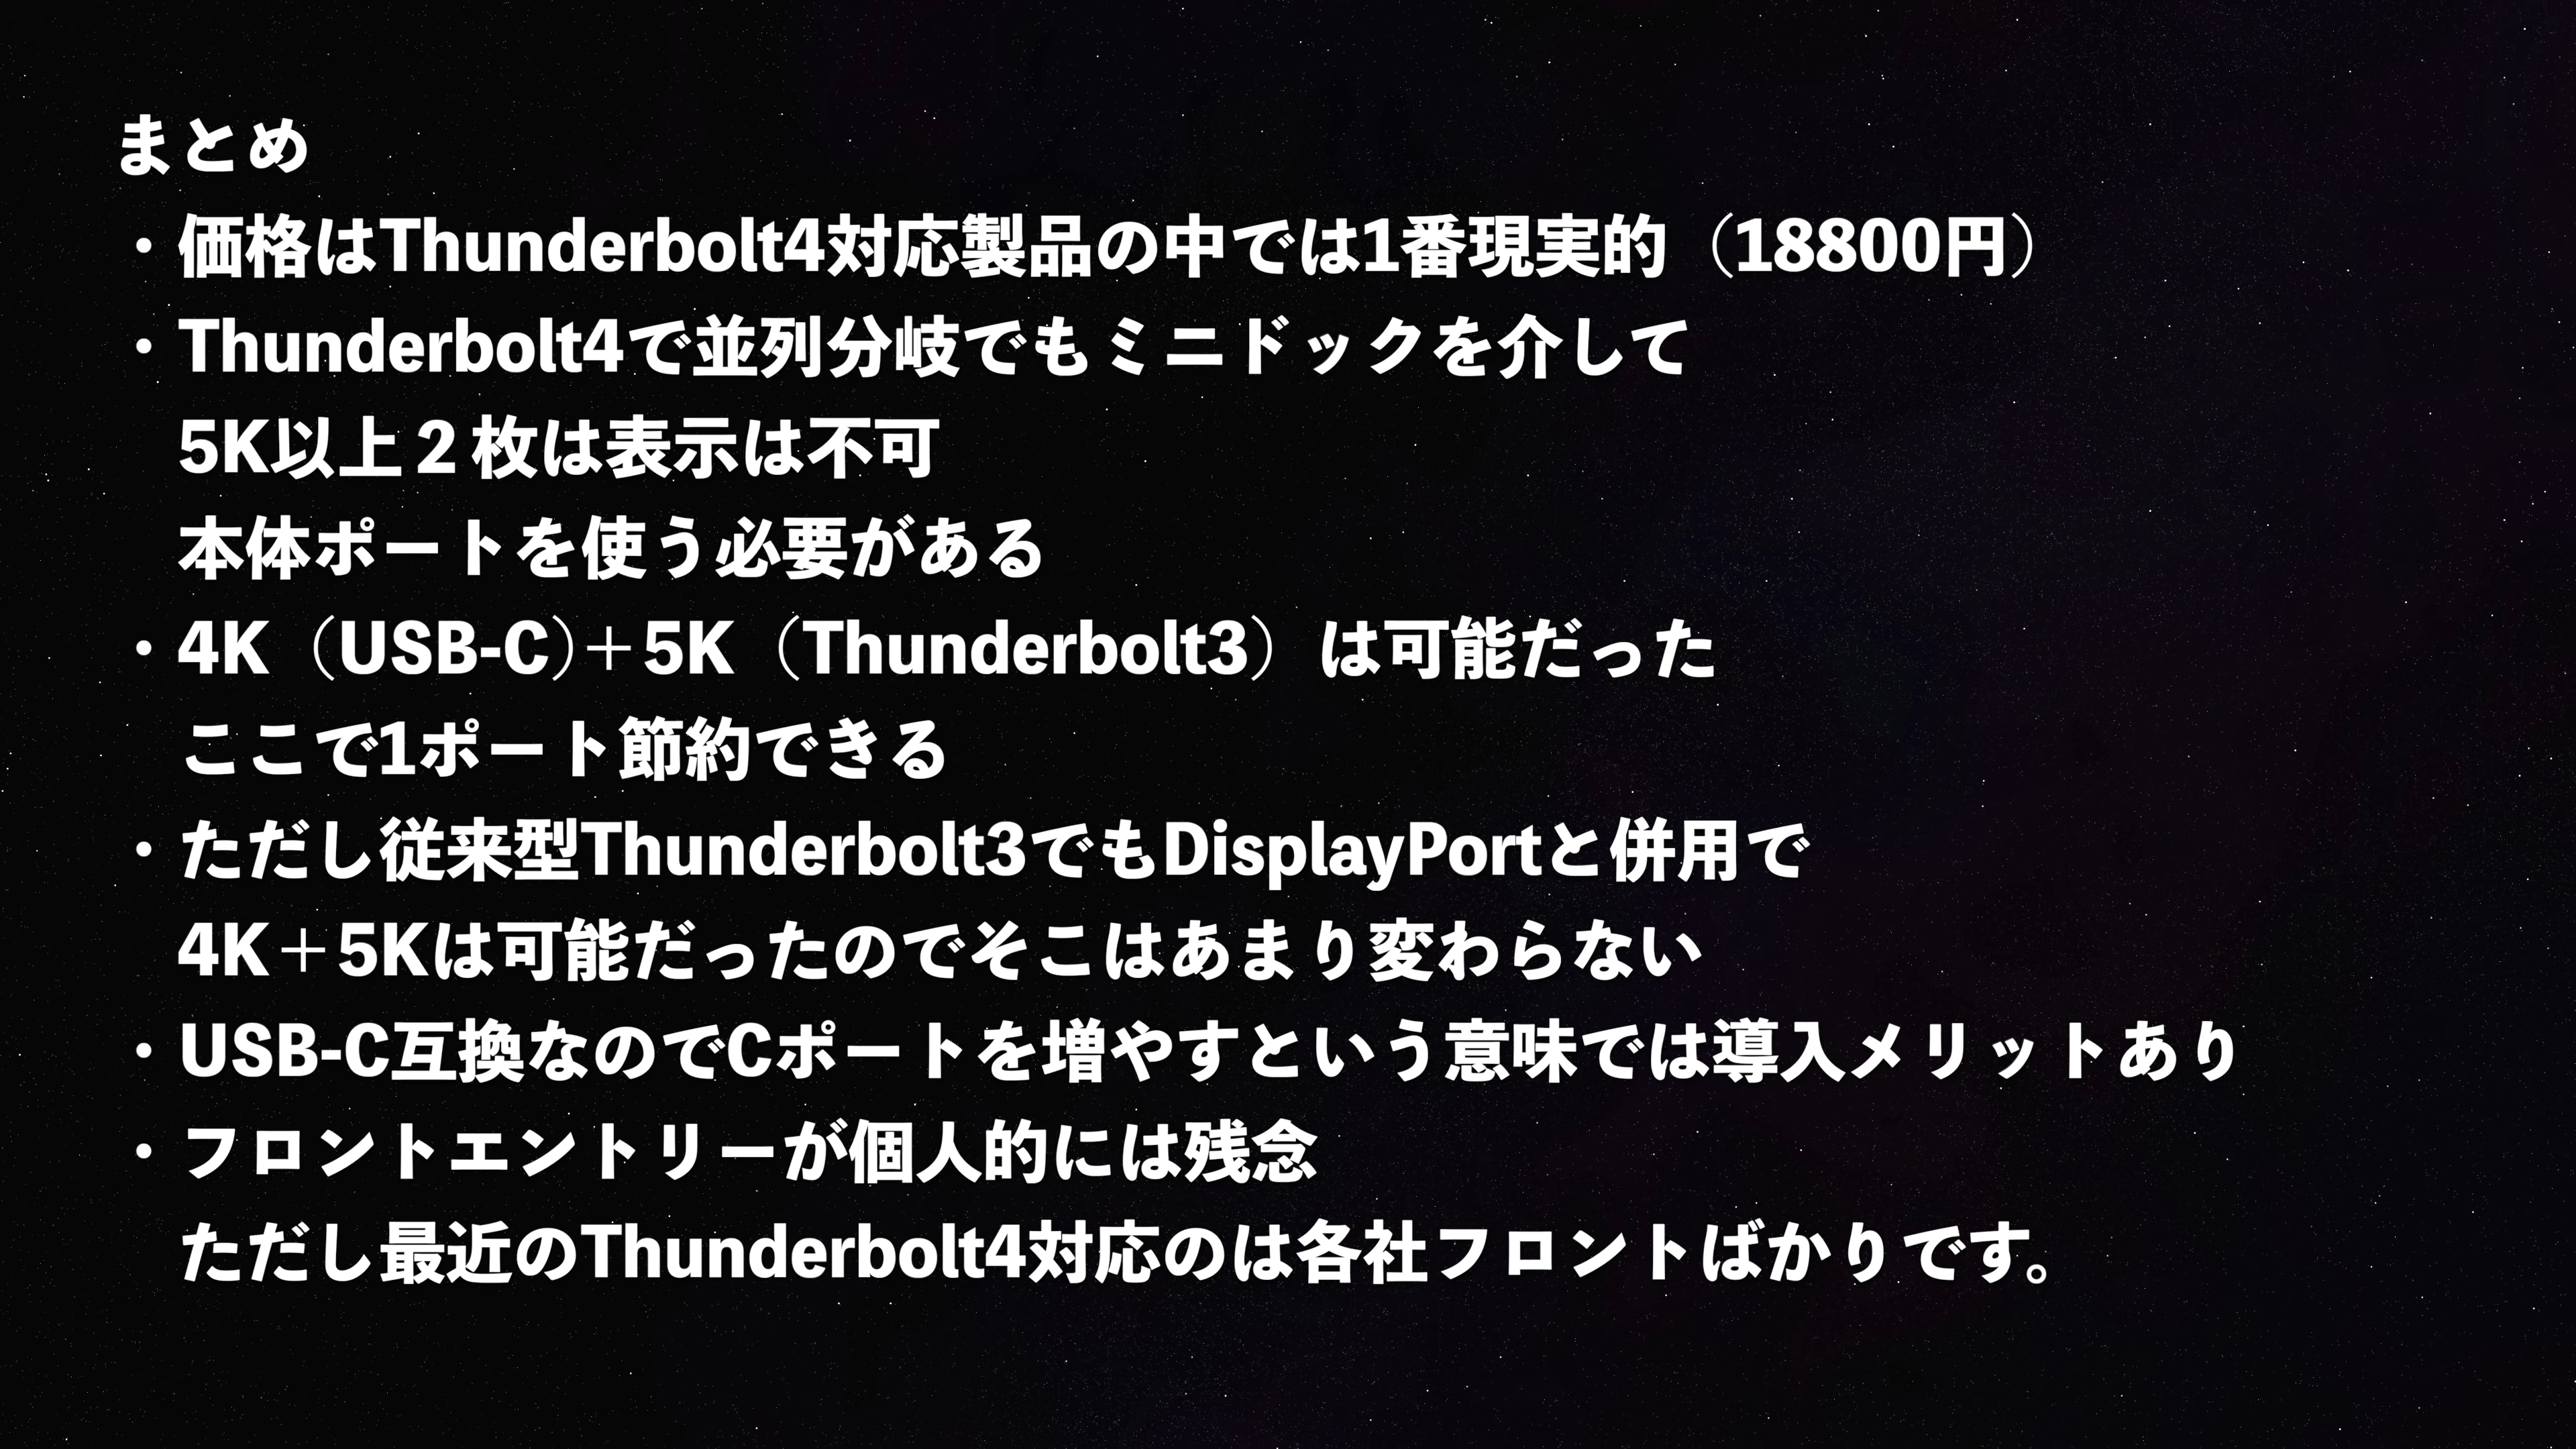 まとめ
・価格はThunderbolt4対応製品の中では1番現実的（18800円）
・Thunderbolt4で並列分岐でもミニドックを介して
5K以上２枚は表示は不可
本体ポートを使う必要がある
・4K（USB-C)＋5K（Thunderbolt3）は可能だった
ここで1ポート節約できる
・ただし従来型Thunderbolt3でもDisplayPortと併用で
4K＋5Kは可能だったのでそこはあまり変わらない
・USB-C互換なのでCポートを増やすという意味では導入メリットあり
・フロントエントリーが個人的には残念
ただし最近のThunderbolt4対応のは各社フロントばかりです。